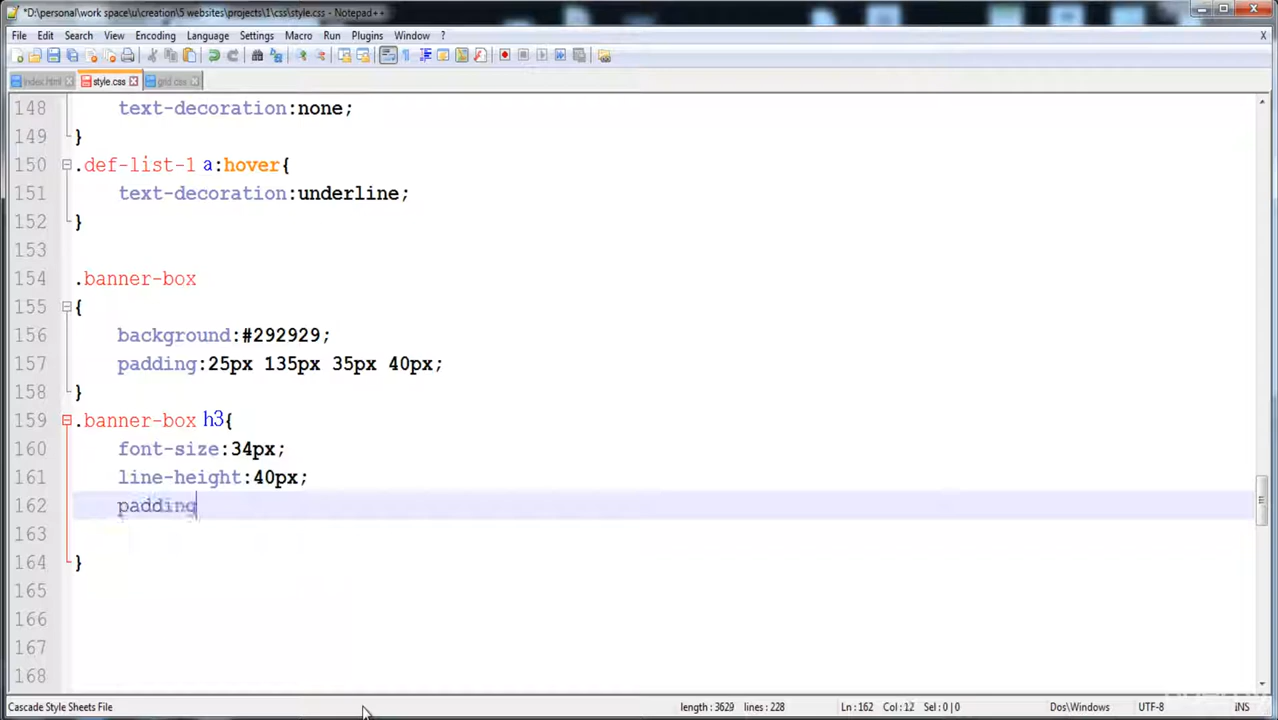 *D:\personal\work space\u\creation\5 websites\projects\1\css\style.css - Notepad++
File Edit Search View Encoding Language Settings Macro Run Plugins Window ? X
index.html style.css grid.css
148 text-decoration:none;
149 }
150 .def-list-1 a:hover{
151 text-decoration:underline;
152 }
153
154 .banner-box
155 {
156 background:#292929;
157 padding:25px 135px 35px 40px;
158 }
159 .banner-box h3{
160 font-size:34px;
161 line-height:40px;
162 padding
163
164 }
165
166
167
168
Cascade Style Sheets File length : 3629 lines : 228 Ln : 162 Col : 12 Sel : 0 | 0 Dos\Windows UTF-8 INS